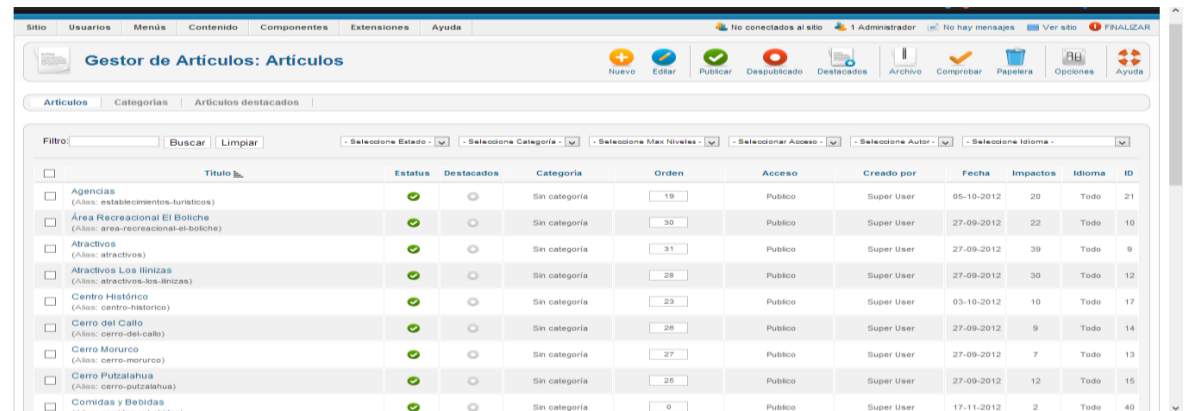 Sitio Usuarios Menús Contenido Componentes Extensiones Ayuda No conectados al sitio 1 Administrador No hay mensajes Ver sitio FINALIZAR
Gestor de Artículos: Artículos
Nuevo Editar Publicar Despublicado Destacados Archivo Comprobar Papelera Opciones Ayuda
Artículos Categorías Artículos destacados
Filtro: Buscar Limpiar - Seleccione Estado - - Seleccione Categoría - - Seleccione Max Niveles - - Seleccionar Acceso - - Seleccione Autor - - Seleccione Idioma -
Título Estatus Destacados Categoría Orden Acceso Creado por Fecha Impactos Idioma ID
Agencias
(Alias: establecimientos-turisticos) Sin categoría 19 Publico Super User 05-10-2012 20 Todo 21
Área Recreacional El Boliche
(Alias: area-recreacional-el-boliche) Sin categoría 30 Publico Super User 27-09-2012 22 Todo 10
Atractivos
(Alias: atractivos) Sin categoría 31 Publico Super User 27-09-2012 39 Todo 9
Atractivos Los Ilinizas
(Alias: atractivos-los-ilinizas) Sin categoría 28 Publico Super User 27-09-2012 30 Todo 12
Centro Histórico
(Alias: centro-historico) Sin categoría 23 Publico Super User 03-10-2012 10 Todo 17
Cerro del Callo
(Alias: cerro-del-callo) Sin categoría 26 Publico Super User 27-09-2012 9 Todo 14
Cerro Morurco
(Alias: cerro-morurco) Sin categoría 27 Publico Super User 27-09-2012 7 Todo 13
Cerro Putzalahua
(Alias: cerro-putzalahua) Sin categoría 25 Publico Super User 27-09-2012 12 Todo 15
Comidas y Bebidas
Sin categoría 0 Publico Super User 17-11-2012 2 Todo 40